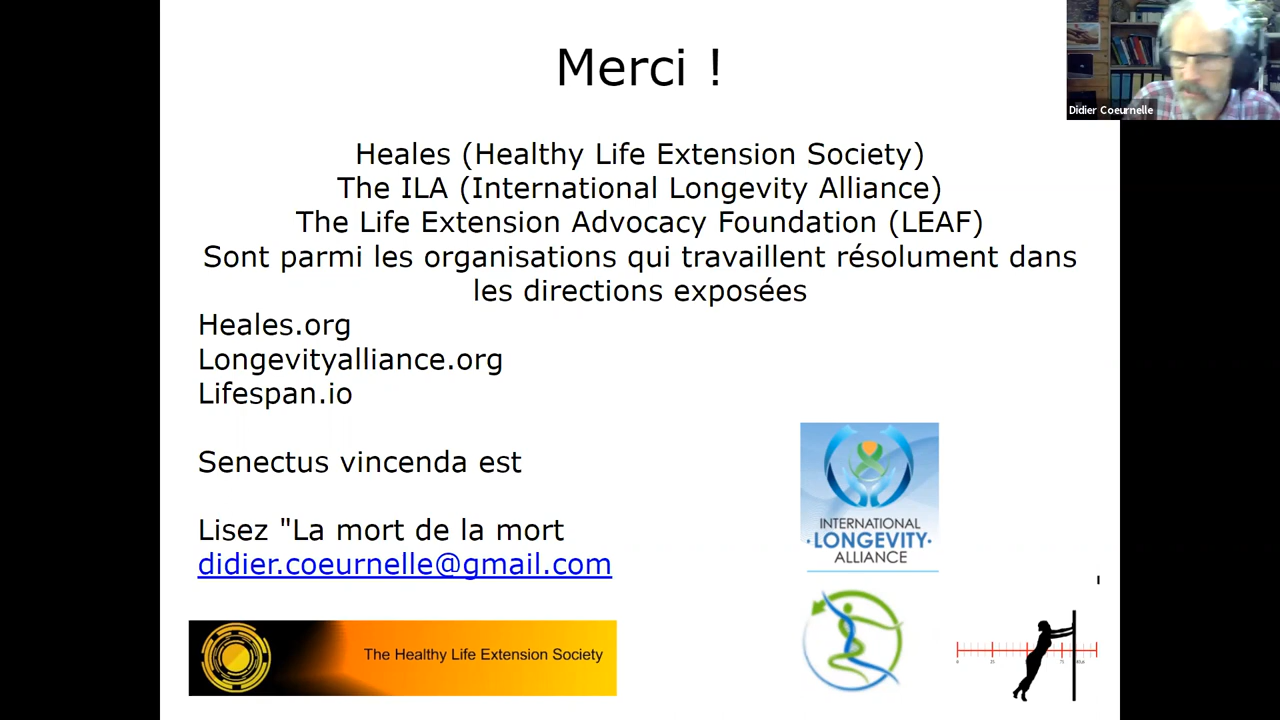 Merci !
Didier Coeurnelle
Heales (Healthy Life Extension Society)
The ILA (International Longevity Alliance)
The Life Extension Advocacy Foundation (LEAF)
Sont parmi les organisations qui travaillent résolument dans
les directions exposées
Heales.org
Longevityalliance.org
Lifespan.io
Senectus vincenda est
Lisez "La mort de la mort
didier.coeurnelle@gmail.com
INTERNATIONAL
·LONGEVITY·
ALLIANCE
The Healthy Life Extension Society